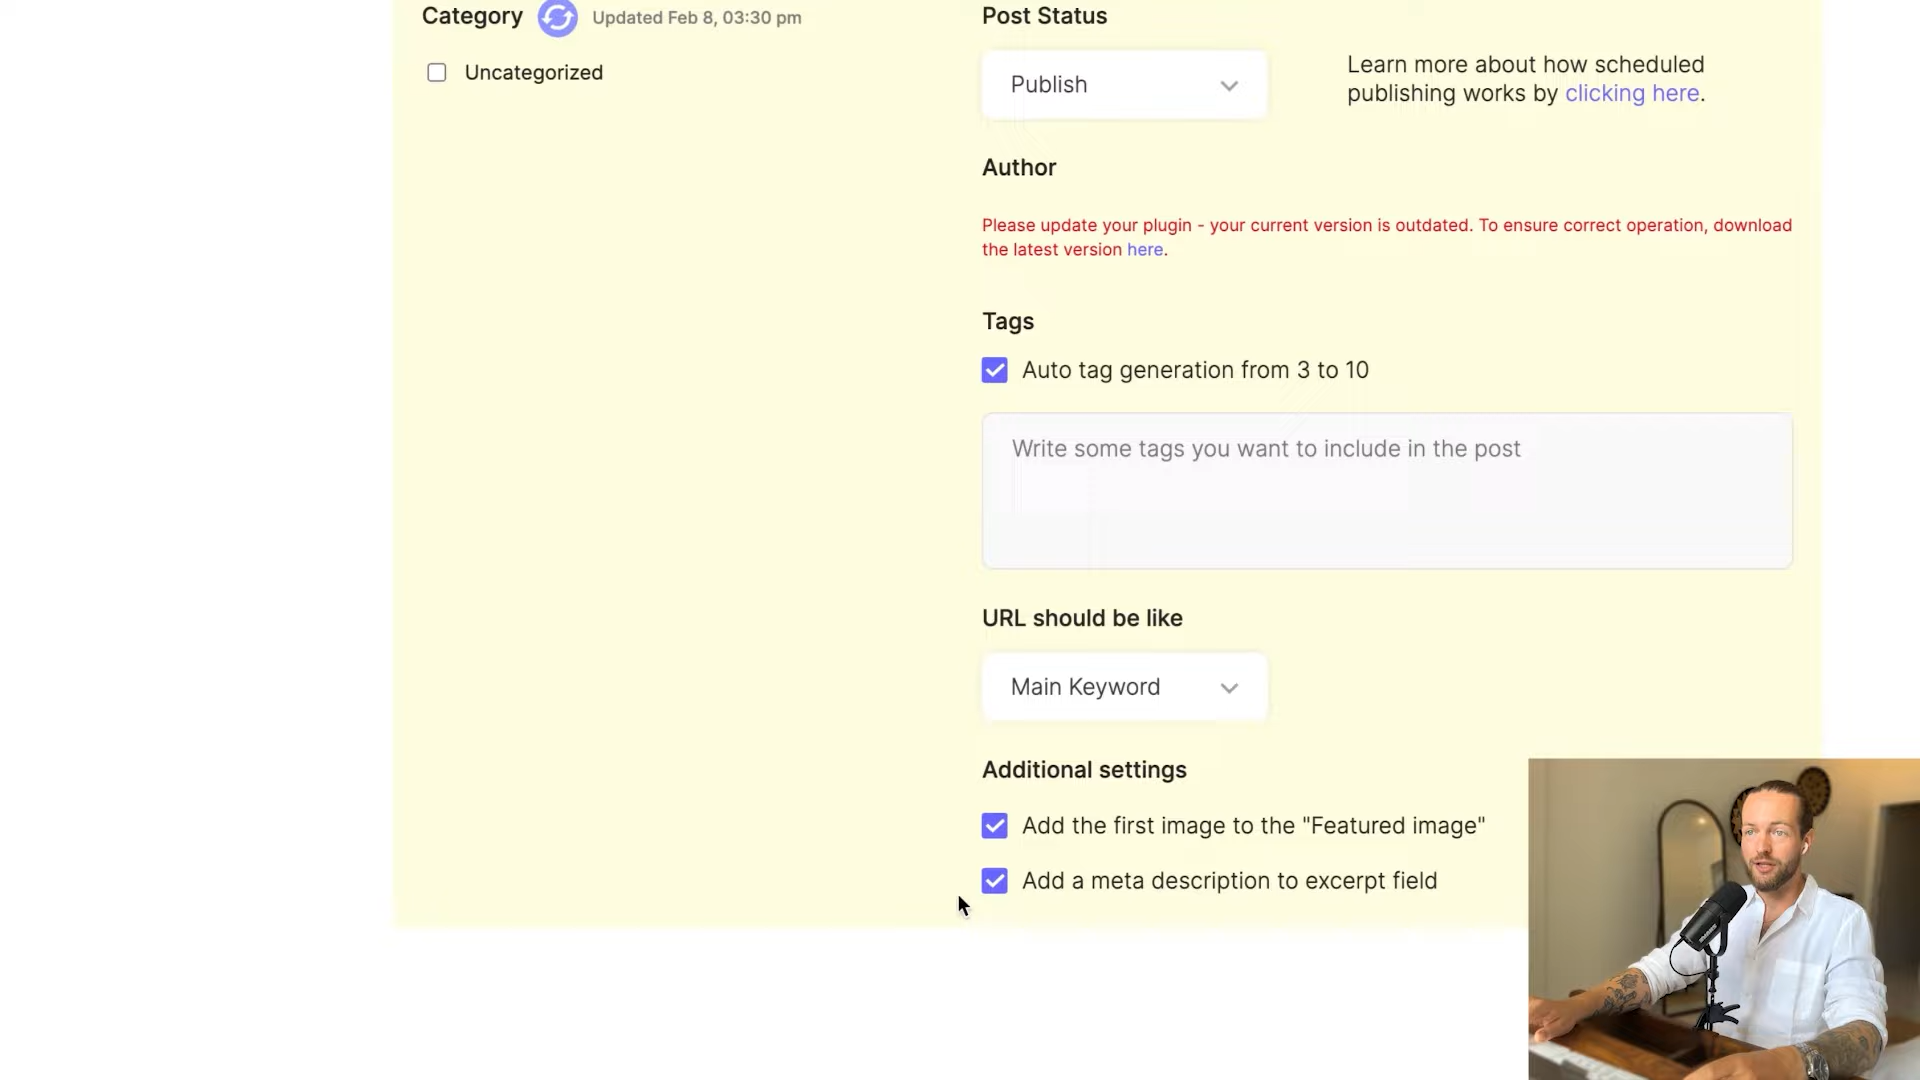 Category Updated Feb 8, 03:30 pm
Uncategorized
Post Status
Publish
Learn more about how scheduled
publishing works by clicking here.
Author
Please update your plugin - your current version is outdated. To ensure correct operation, download
the latest version here.
Tags
Auto tag generation from 3 to 10
Write some tags you want to include in the post
URL should be like
Main Keyword
Additional settings
Add the first image to the "Featured image"
Add a meta description to excerpt field